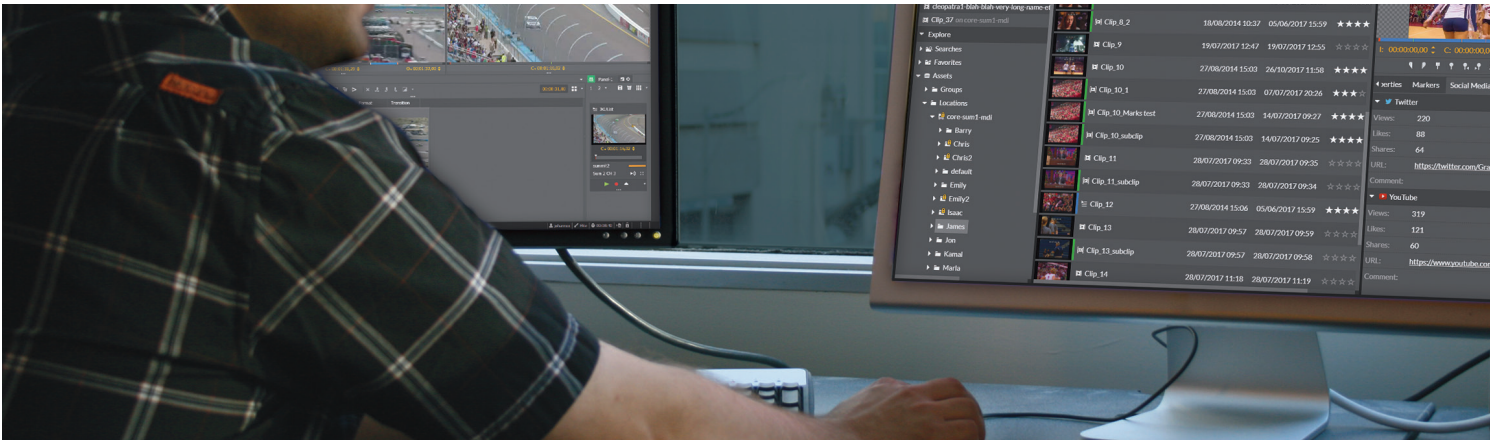 cleopatra1-blah-blah-very-long-name-ef
Clip_37 on core-sum1-mdi
Explore
Searches
Favorites
Assets
Groups
Locations
core-sum1-mdi
Barry
Chris
Chris2
default
Emily
Emily2
Isaac
James
Jon
Kamal
Marla
Clip_8_2 18/08/2014 10:37 05/06/2017 15:59 ★★★★
Clip_9 19/07/2017 12:47 19/07/2017 12:55 ☆☆☆☆
Clip_10 27/08/2014 15:03 26/10/2017 11:58 ★★★★
Clip_10_1 27/08/2014 15:03 07/07/2017 20:26 ★★★☆
Clip_10_Marks test 27/08/2014 15:03 14/07/2017 09:27 ★★★★
Clip_10_subclip 27/08/2014 15:03 14/07/2017 09:25 ★★★★
Clip_11 28/07/2017 09:33 28/07/2017 09:35 ☆☆☆☆
Clip_11_subclip 28/07/2017 09:33 28/07/2017 09:34 ☆☆☆☆
Clip_12 27/08/2014 15:06 05/06/2017 15:59 ★★★★
Clip_13 28/07/2017 09:57 28/07/2017 09:59 ☆☆☆☆
Clip_13_subclip 28/07/2017 09:57 28/07/2017 09:58 ☆☆☆☆
Clip_14 28/07/2017 11:18 28/07/2017 11:19 ☆☆☆☆
I: 00:00:00,00 C: 00:00:00,0
erties Markers Social Media
Twitter
Views: 220
Likes: 88
Shares: 64
URL: https://twitter.com/Gra
Comment:
YouTube
Views: 319
Likes: 121
Shares: 60
URL: https://www.youtube.co
Comment:
Transition